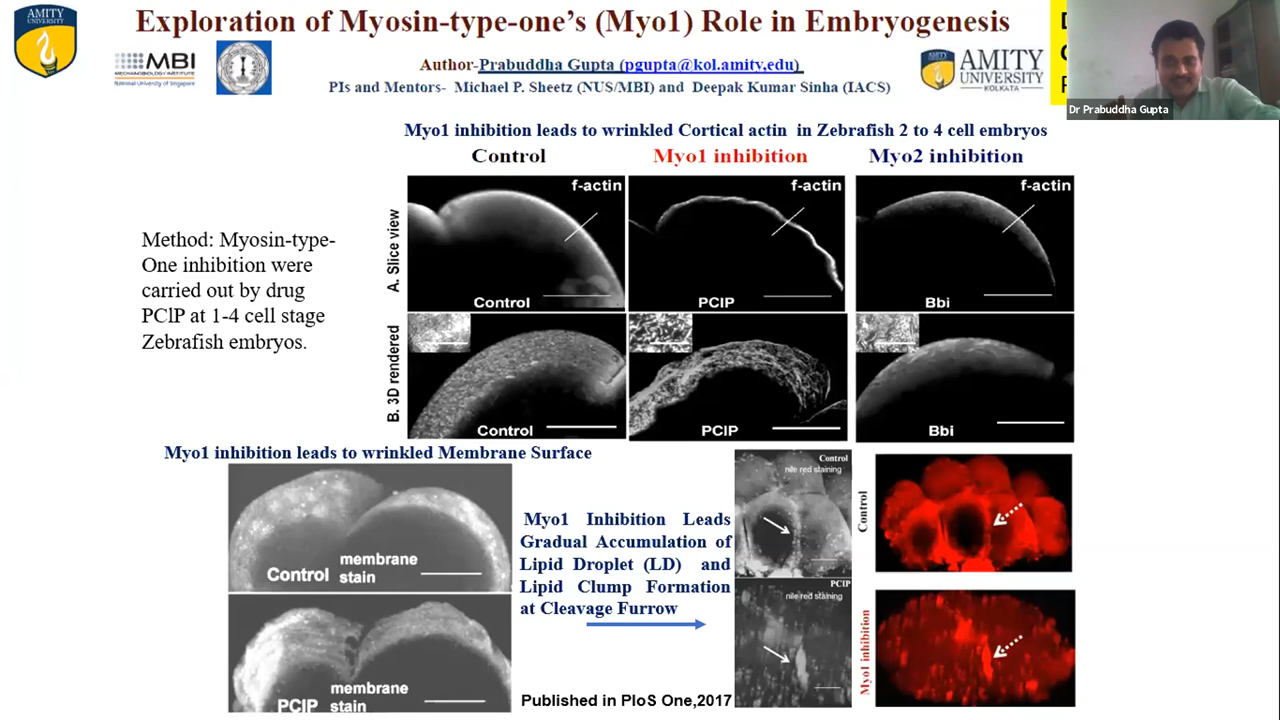 AMITY
UNIVERSITY
Exploration of Myosin-type-one's (Myo1) Role in Embryogenesis
MBI
MECHANOBIOLOGY INSTITUTE
National University of Singapore
Author-Prabuddha Gupta (pgupta@kol.amity,edu)
PIs and Mentors- Michael P. Sheetz (NUS/MBI) and Deepak Kumar Sinha (IACS)
AMITY
UNIVERSITY
KOLKATA
Dr Prabuddha Gupta
Myo1 inhibition leads to wrinkled Cortical actin in Zebrafish 2 to 4 cell embryos
Control
Myo1 inhibition
Myo2 inhibition
A. Slice view
f-actin
f-actin
f-actin
Control
PClP
Bbi
Method: Myosin-type-
One inhibition were
carried out by drug
PClP at 1-4 cell stage
Zebrafish embryos.
B. 3D rendered
Control
PClP
Bbi
Myo1 inhibition leads to wrinkled Membrane Surface
Control
membrane
stain
PClP
membrane
stain
Myo1 Inhibition Leads
Gradual Accumulation of
Lipid Droplet (LD) and
Lipid Clump Formation
at Cleavage Furrow
Control
nile red staining
PClP
nile red staining
Control
Myo1 inhibition
Published in PloS One,2017